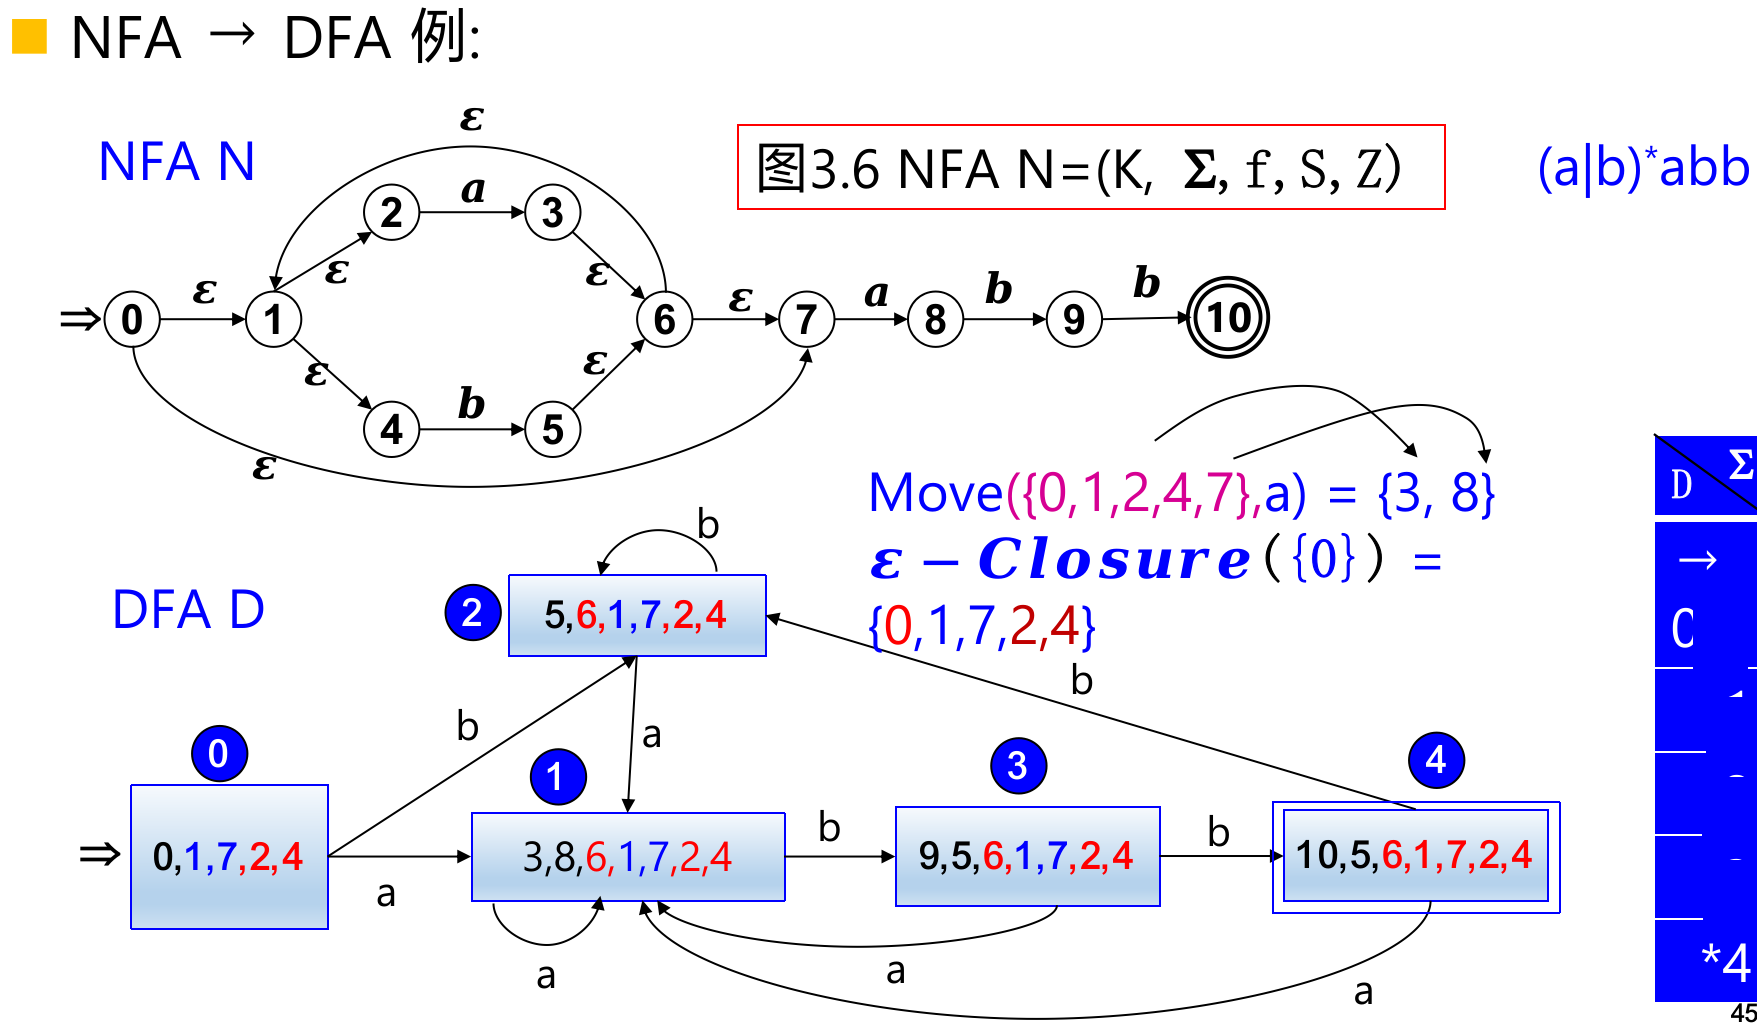 NFA → DFA 例:
NFA N
图3.6 NFA N=(K, Σ, f, S, Z)
(a|b)*abb
ε
2
a
3
ε
ε
⇒
0
ε
1
6
ε
7
a
8
b
9
b
10
ε
ε
4
b
5
ε
Move({0,1,2,4,7},a) = {3, 8}
ε-Closure({0}) =
{0,1,7,2,4}
D
Σ
→
0
*4
DFA D
b
2
5,6,1,7,2,4
b
a
b
0
1
3
4
⇒
0,1,7,2,4
a
3,8,6,1,7,2,4
b
9,5,6,1,7,2,4
b
10,5,6,1,7,2,4
a
a
a
45